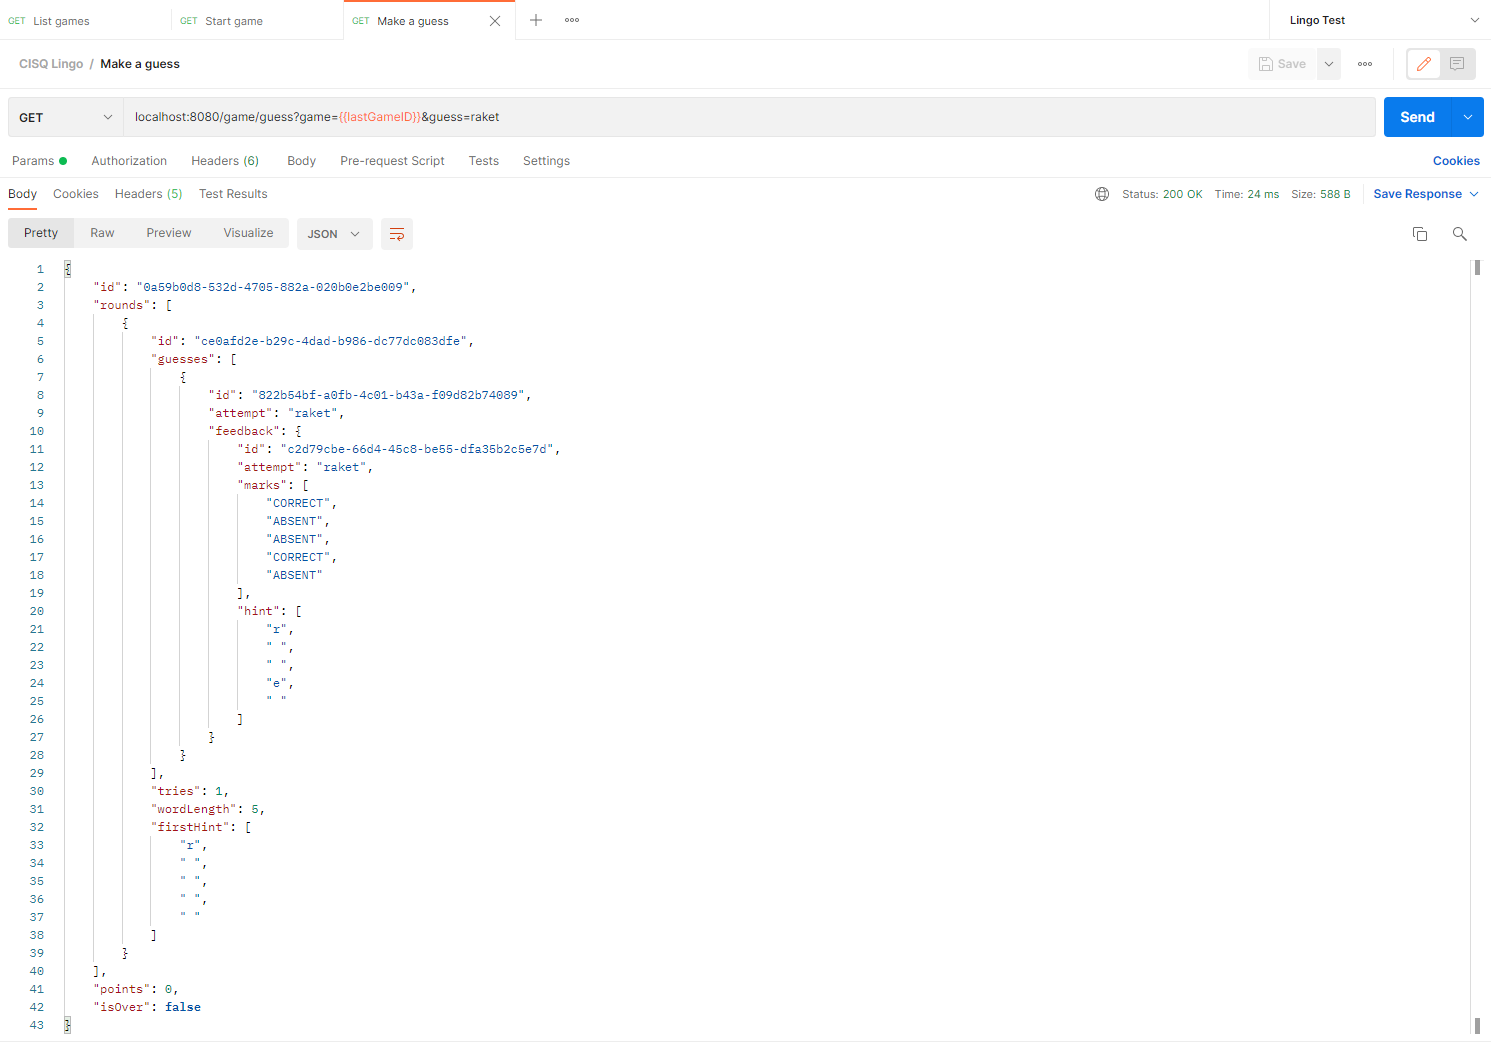 GET List games GET Start game GET Make a guess Lingo Test
CISQ Lingo / Make a guess Save
GET localhost:8080/game/guess?game={{lastGameID}}&guess=raket Send
Params Authorization Headers (6) Body Pre-request Script Tests Settings Cookies
Body Cookies Headers (5) Test Results Status: 200 OK Time: 24 ms Size: 588 B Save Response
Pretty Raw Preview Visualize JSON
1 {
2 "id": "0a59b0d8-532d-4705-882a-020b0e2be009",
3 "rounds": [
4 {
5 "id": "ce0afd2e-b29c-4dad-b986-dc77dc083dfe",
6 "guesses": [
7 {
8 "id": "822b54bf-a0fb-4c01-b43a-f09d82b74089",
9 "attempt": "raket",
10 "feedback": {
11 "id": "c2d79cbe-66d4-45c8-be55-dfa35b2c5e7d",
12 "attempt": "raket",
13 "marks": [
14 "CORRECT",
15 "ABSENT",
16 "ABSENT",
17 "CORRECT",
18 "ABSENT"
19 ],
20 "hint": [
21 "r",
22 " ",
23 " ",
24 "e",
25 " "
26 ]
27 }
28 }
29 ],
30 "tries": 1,
31 "wordLength": 5,
32 "firstHint": [
33 "r",
34 " ",
35 " ",
36 " ",
37 " "
38 ]
39 }
40 ],
41 "points": 0,
42 "isOver": false
43 }